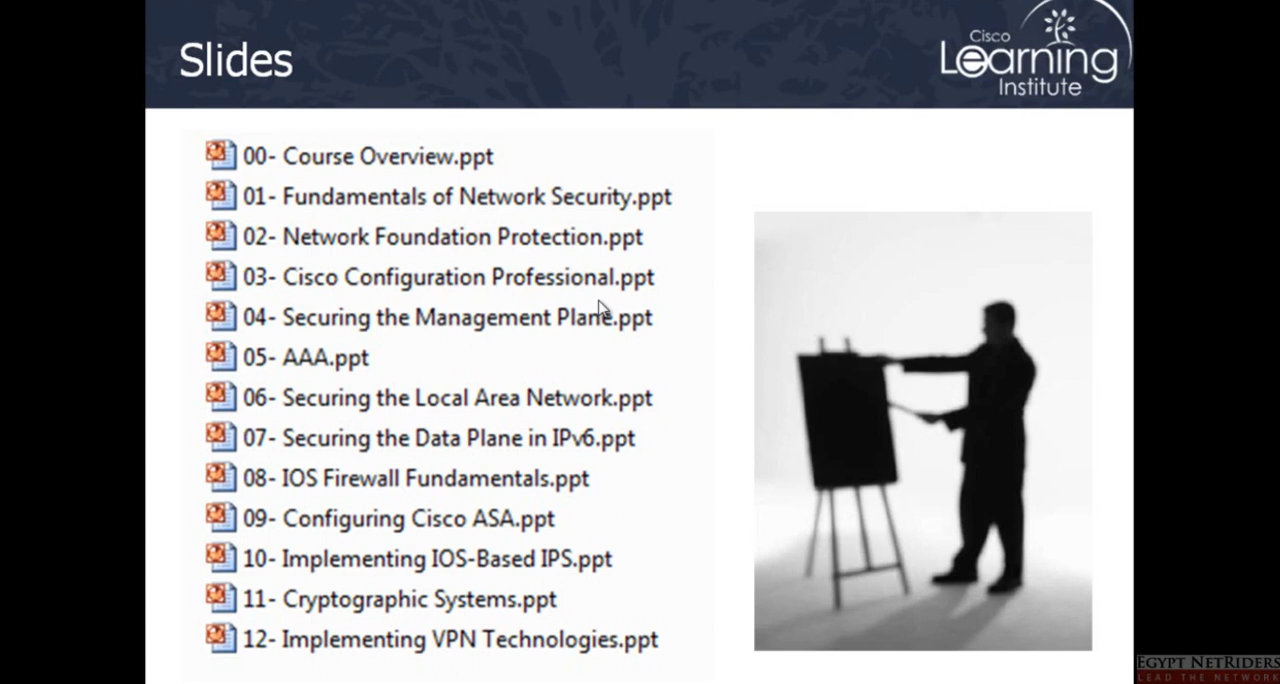 Slides
Cisco
Learning
Institute
00- Course Overview.ppt
01- Fundamentals of Network Security.ppt
02- Network Foundation Protection.ppt
03- Cisco Configuration Professional.ppt
04- Securing the Management Plane.ppt
05- AAA.ppt
06- Securing the Local Area Network.ppt
07- Securing the Data Plane in IPv6.ppt
08- IOS Firewall Fundamentals.ppt
09- Configuring Cisco ASA.ppt
10- Implementing IOS-Based IPS.ppt
11- Cryptographic Systems.ppt
12- Implementing VPN Technologies.ppt
EGYPT NETRIDERS
LEAD THE NETWORK